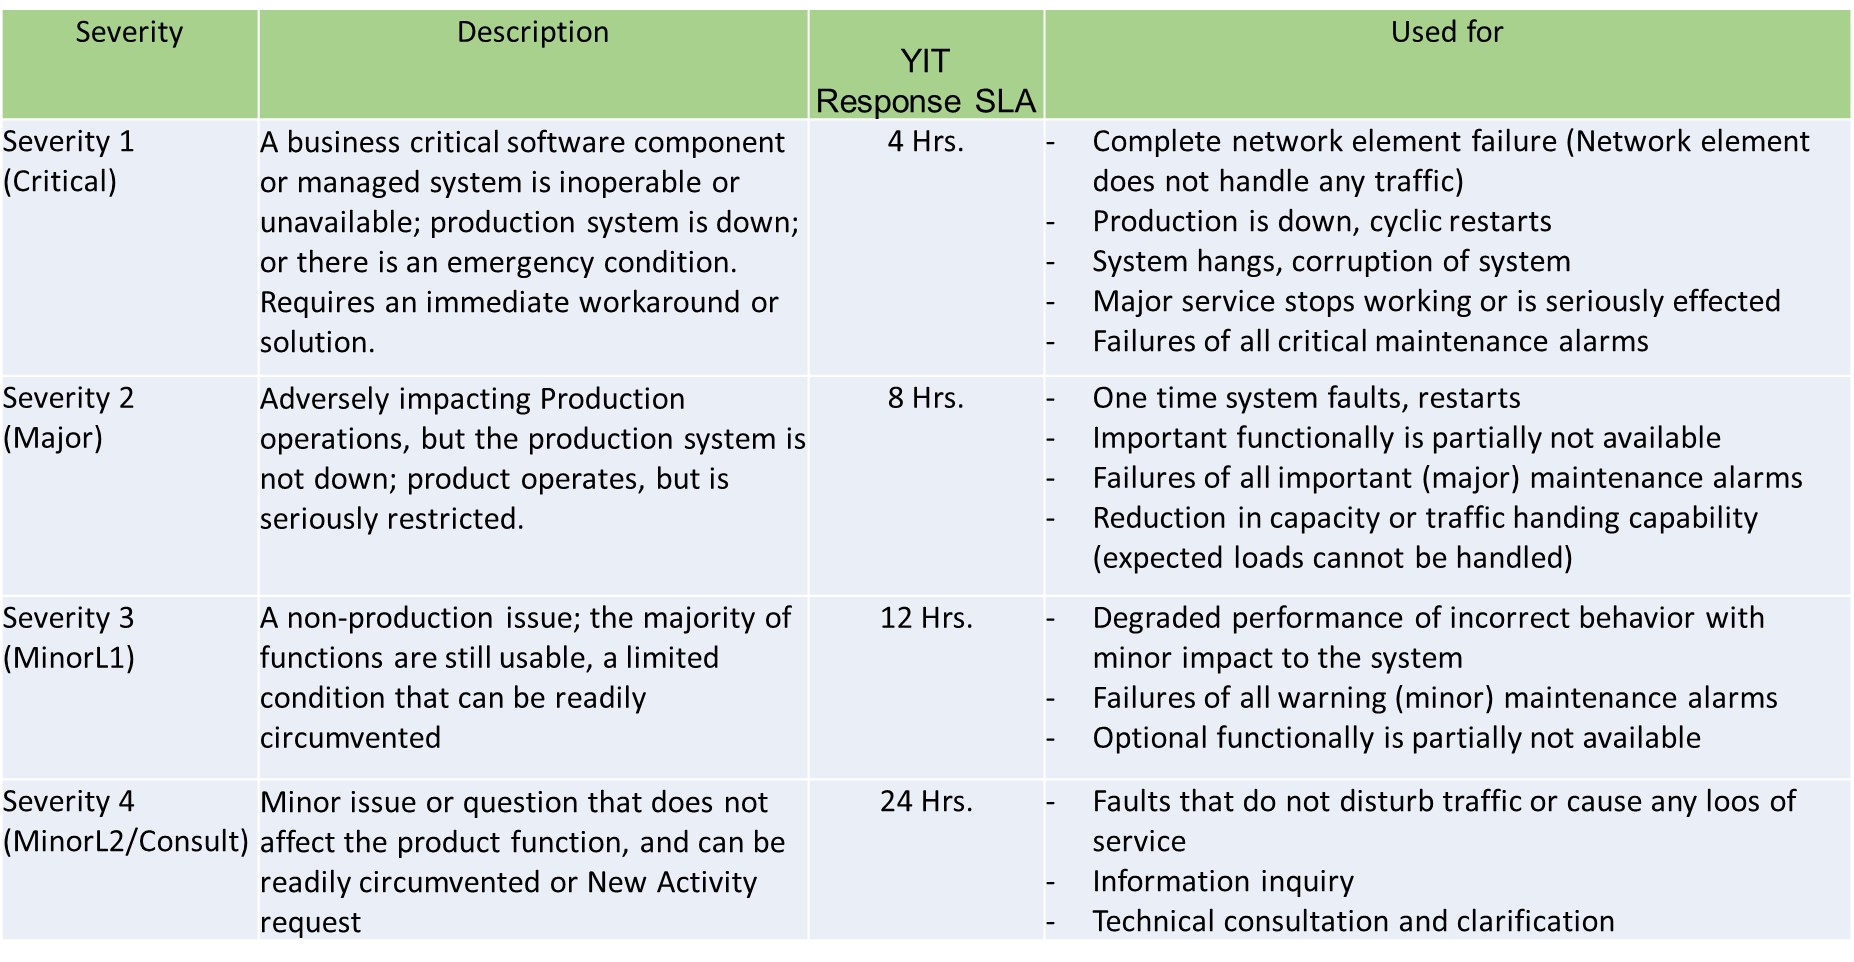 Severity
Description
YIT
Response SLA
Used for
Severity 1
(Critical)
A business critical software component
or managed system is inoperable or
unavailable; production system is down;
or there is an emergency condition.
Requires an immediate workaround or
solution.
4 Hrs.
- Complete network element failure (Network element
does not handle any traffic)
- Production is down, cyclic restarts
- System hangs, corruption of system
- Major service stops working or is seriously effected
- Failures of all critical maintenance alarms
Severity 2
(Major)
Adversely impacting Production
operations, but the production system is
not down; product operates, but is
seriously restricted.
8 Hrs.
- One time system faults, restarts
- Important functionally is partially not available
- Failures of all important (major) maintenance alarms
- Reduction in capacity or traffic handing capability
(expected loads cannot be handled)
Severity 3
(MinorL1)
A non-production issue; the majority of
functions are still usable, a limited
condition that can be readily
circumvented
12 Hrs.
- Degraded performance of incorrect behavior with
minor impact to the system
- Failures of all warning (minor) maintenance alarms
- Optional functionally is partially not available
Severity 4
(MinorL2/Consult)
Minor issue or question that does not
affect the product function, and can be
readily circumvented or New Activity
request
24 Hrs.
- Faults that do not disturb traffic or cause any loos of
service
- Information inquiry
- Technical consultation and clarification